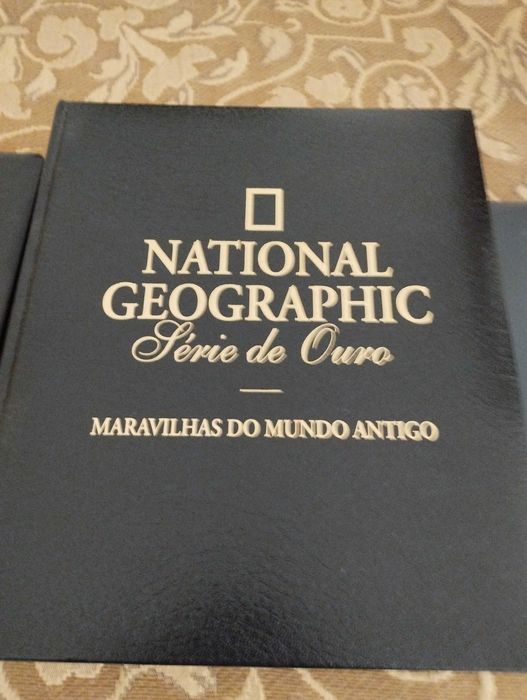 NATIONAL
GEOGRAPHIC
Série de Ouro
MARAVILHAS DO MUNDO ANTIGO